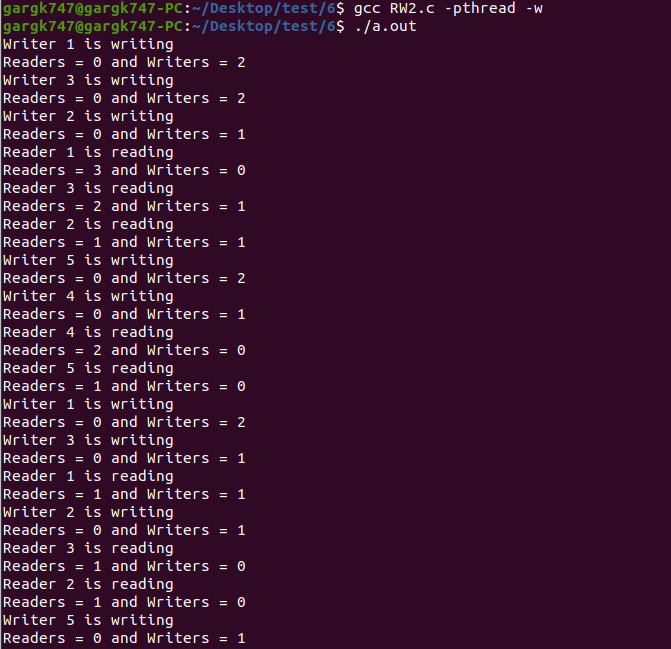 gargk747@gargk747-PC:~/Desktop/test/6$ gcc RW2.c -pthread -w
gargk747@gargk747-PC:~/Desktop/test/6$ ./a.out
Writer 1 is writing
Readers = 0 and Writers = 2
Writer 3 is writing
Readers = 0 and Writers = 2
Writer 2 is writing
Readers = 0 and Writers = 1
Reader 1 is reading
Readers = 3 and Writers = 0
Reader 3 is reading
Readers = 2 and Writers = 1
Reader 2 is reading
Readers = 1 and Writers = 1
Writer 5 is writing
Readers = 0 and Writers = 2
Writer 4 is writing
Readers = 0 and Writers = 1
Reader 4 is reading
Readers = 2 and Writers = 0
Reader 5 is reading
Readers = 1 and Writers = 0
Writer 1 is writing
Readers = 0 and Writers = 2
Writer 3 is writing
Readers = 0 and Writers = 1
Reader 1 is reading
Readers = 1 and Writers = 1
Writer 2 is writing
Readers = 0 and Writers = 1
Reader 3 is reading
Readers = 1 and Writers = 0
Reader 2 is reading
Readers = 1 and Writers = 0
Writer 5 is writing
Readers = 0 and Writers = 1